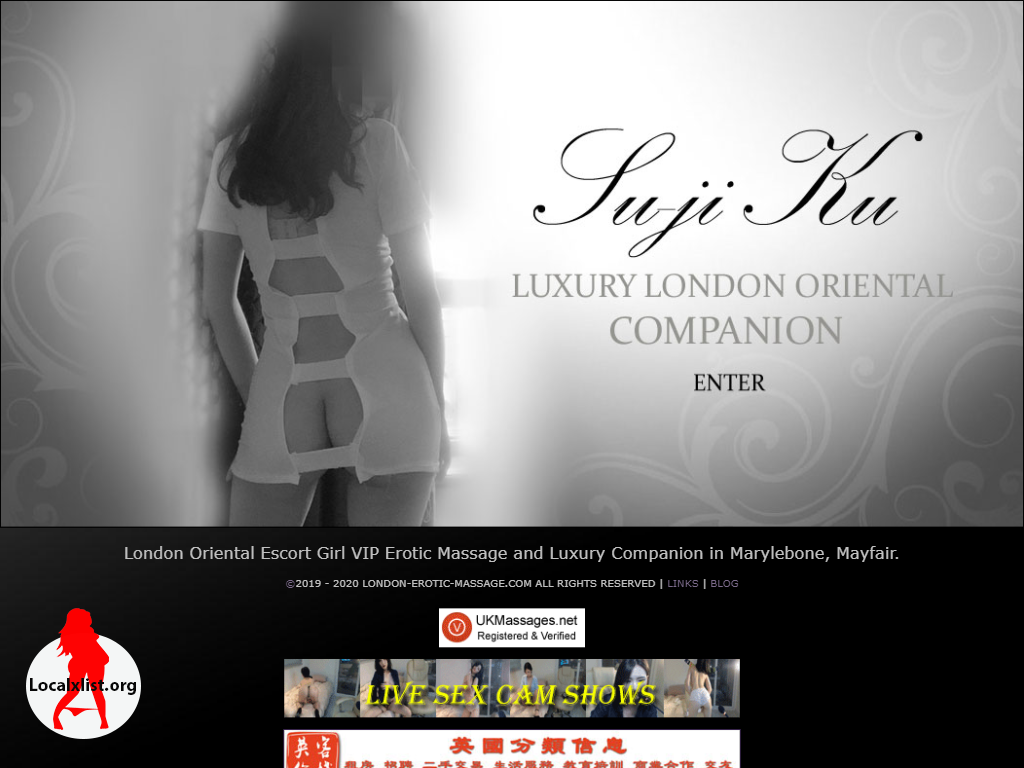 Su-ji Ku
LUXURY LONDON ORIENTAL
COMPANION
ENTER
London Oriental Escort Girl VIP Erotic Massage and Luxury Companion in Marylebone, Mayfair.
©2019 - 2020 LONDON-EROTIC-MASSAGE.COM ALL RIGHTS RESERVED | LINKS | BLOG
UKMassages.net
Registered & Verified
Localxlist.org
LIVE SEX CAM SHOWS
英國分類信息